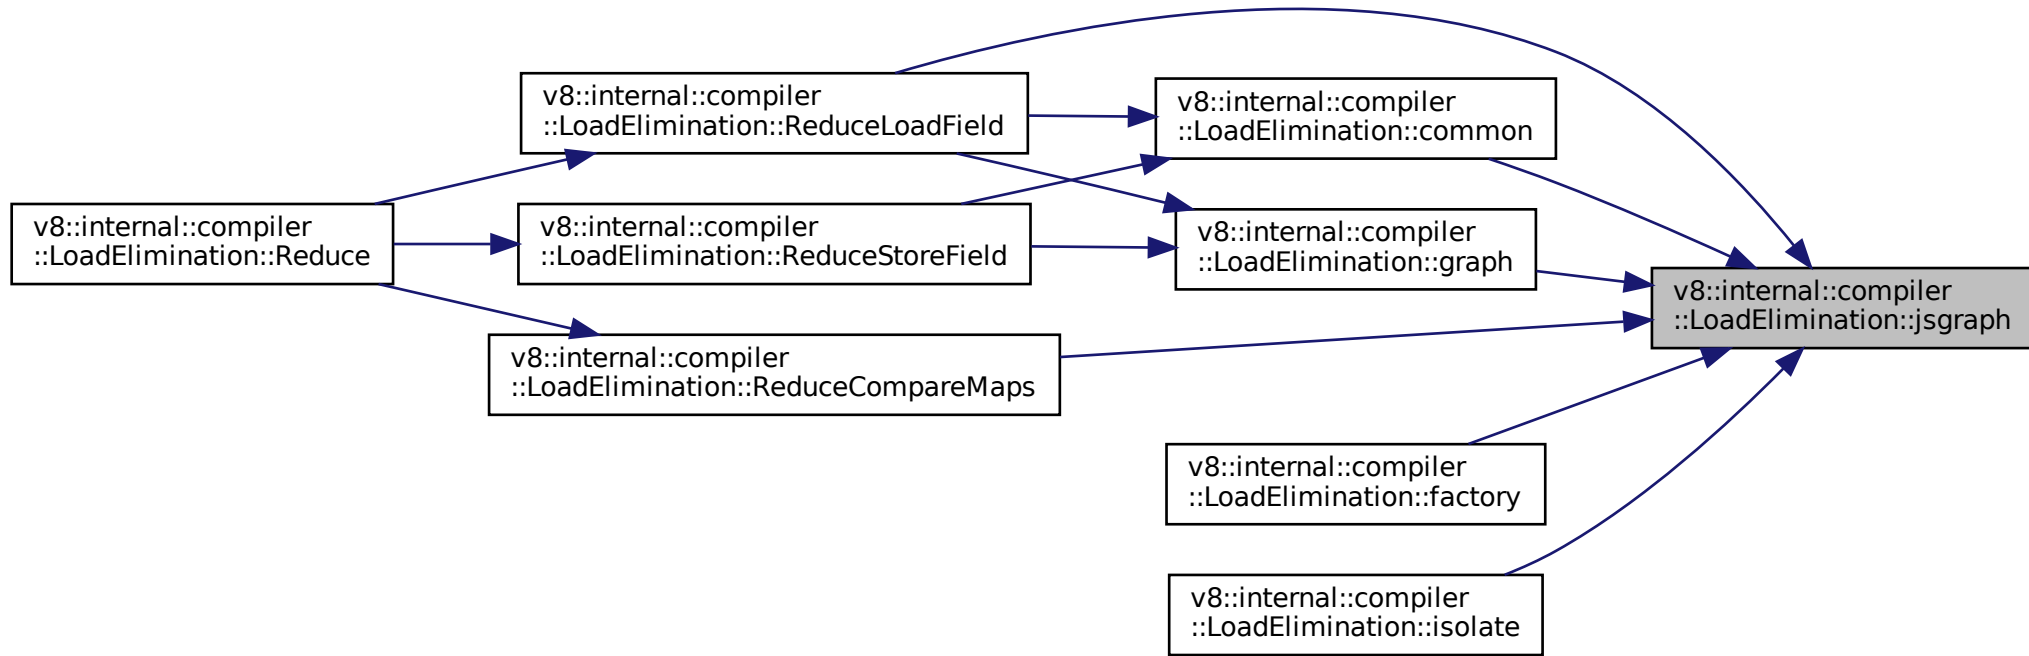 v8::internal::compiler
::LoadElimination::ReduceLoadField
v8::internal::compiler
::LoadElimination::common
v8::internal::compiler
::LoadElimination::Reduce
v8::internal::compiler
::LoadElimination::ReduceStoreField
v8::internal::compiler
::LoadElimination::graph
v8::internal::compiler
::LoadElimination::jsgraph
v8::internal::compiler
::LoadElimination::ReduceCompareMaps
v8::internal::compiler
::LoadElimination::factory
v8::internal::compiler
::LoadElimination::isolate